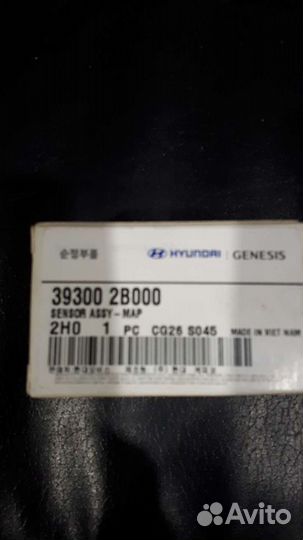 순정부품 HYUNDAI | GENESIS
39300 2B000
SENSOR ASSY-MAP
2H0 1 PC CG26 S045 MADE IN VIET NAM
Avito